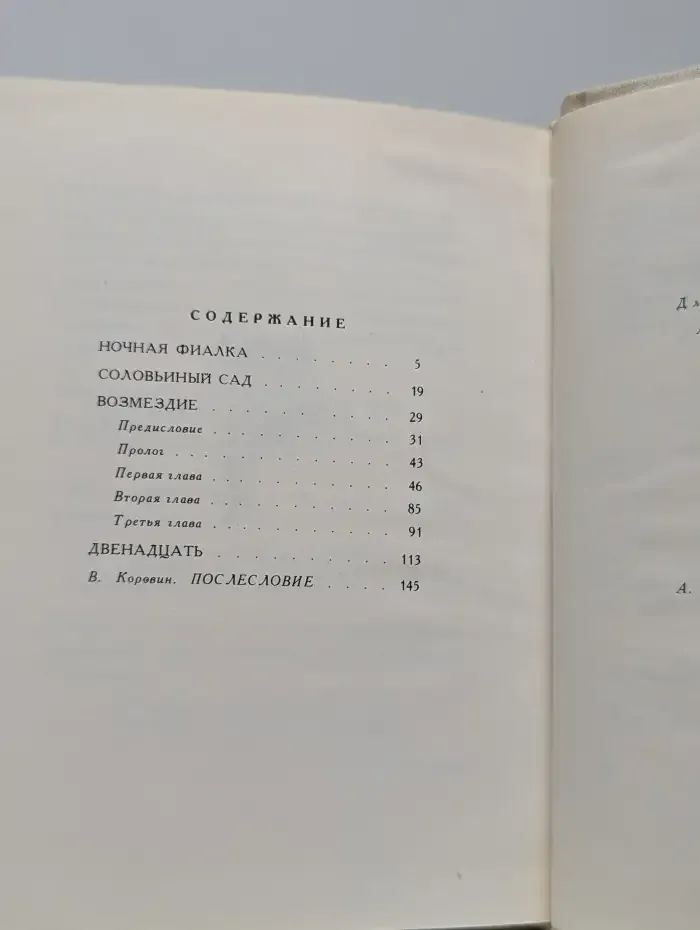 СОДЕРЖАНИЕ
НОЧНАЯ ФИАЛКА . . . . . . . . 5
СОЛОВЬИНЫЙ САД . . . . . . . . 19
ВОЗМЕЗДИЕ . . . . . . . . . . 29
Предисловие . . . . . . . . . . 31
Пролог . . . . . . . . . . . . 43
Первая глава . . . . . . . . . . 46
Вторая глава . . . . . . . . . . 85
Третья глава . . . . . . . . . . 91
ДВЕНАДЦАТЬ . . . . . . . . . . 113
В. Коровин. ПОСЛЕСЛОВИЕ . . . . 145
А.